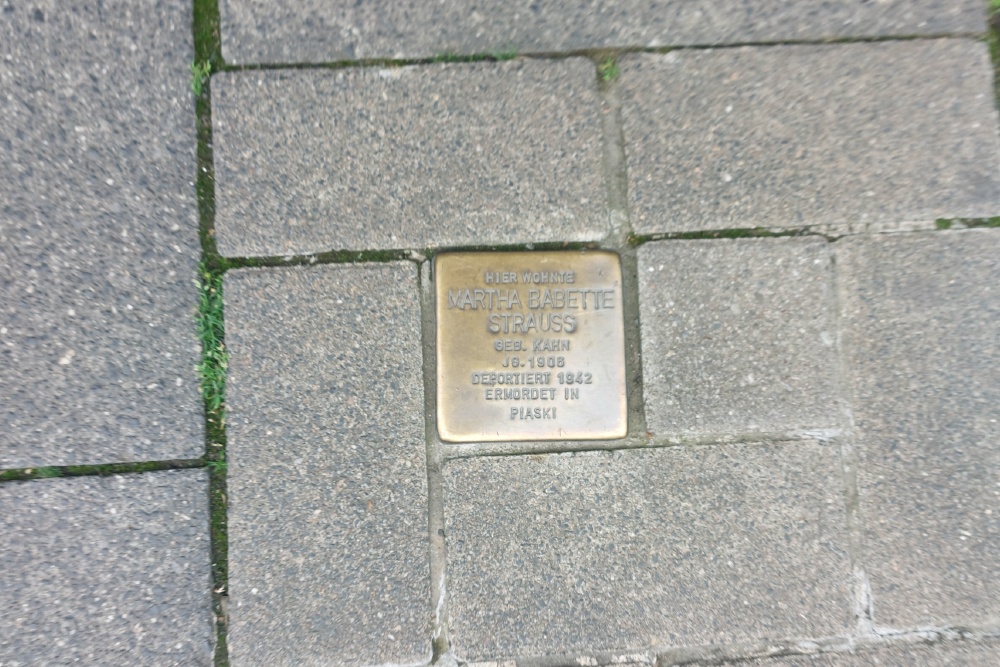 HIER WOHNTE
MARTHA BABETTE
STRAUSS
GEB. KAHN
JG. 1906
DEPORTIERT 1942
ERMORDET IN
PIASKI